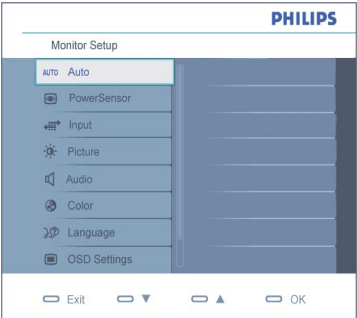 PHILIPS
Monitor Setup
AUTO Auto
PowerSensor
Input
Picture
Audio
Color
Language
OSD Settings
Exit ▼ ▲ OK